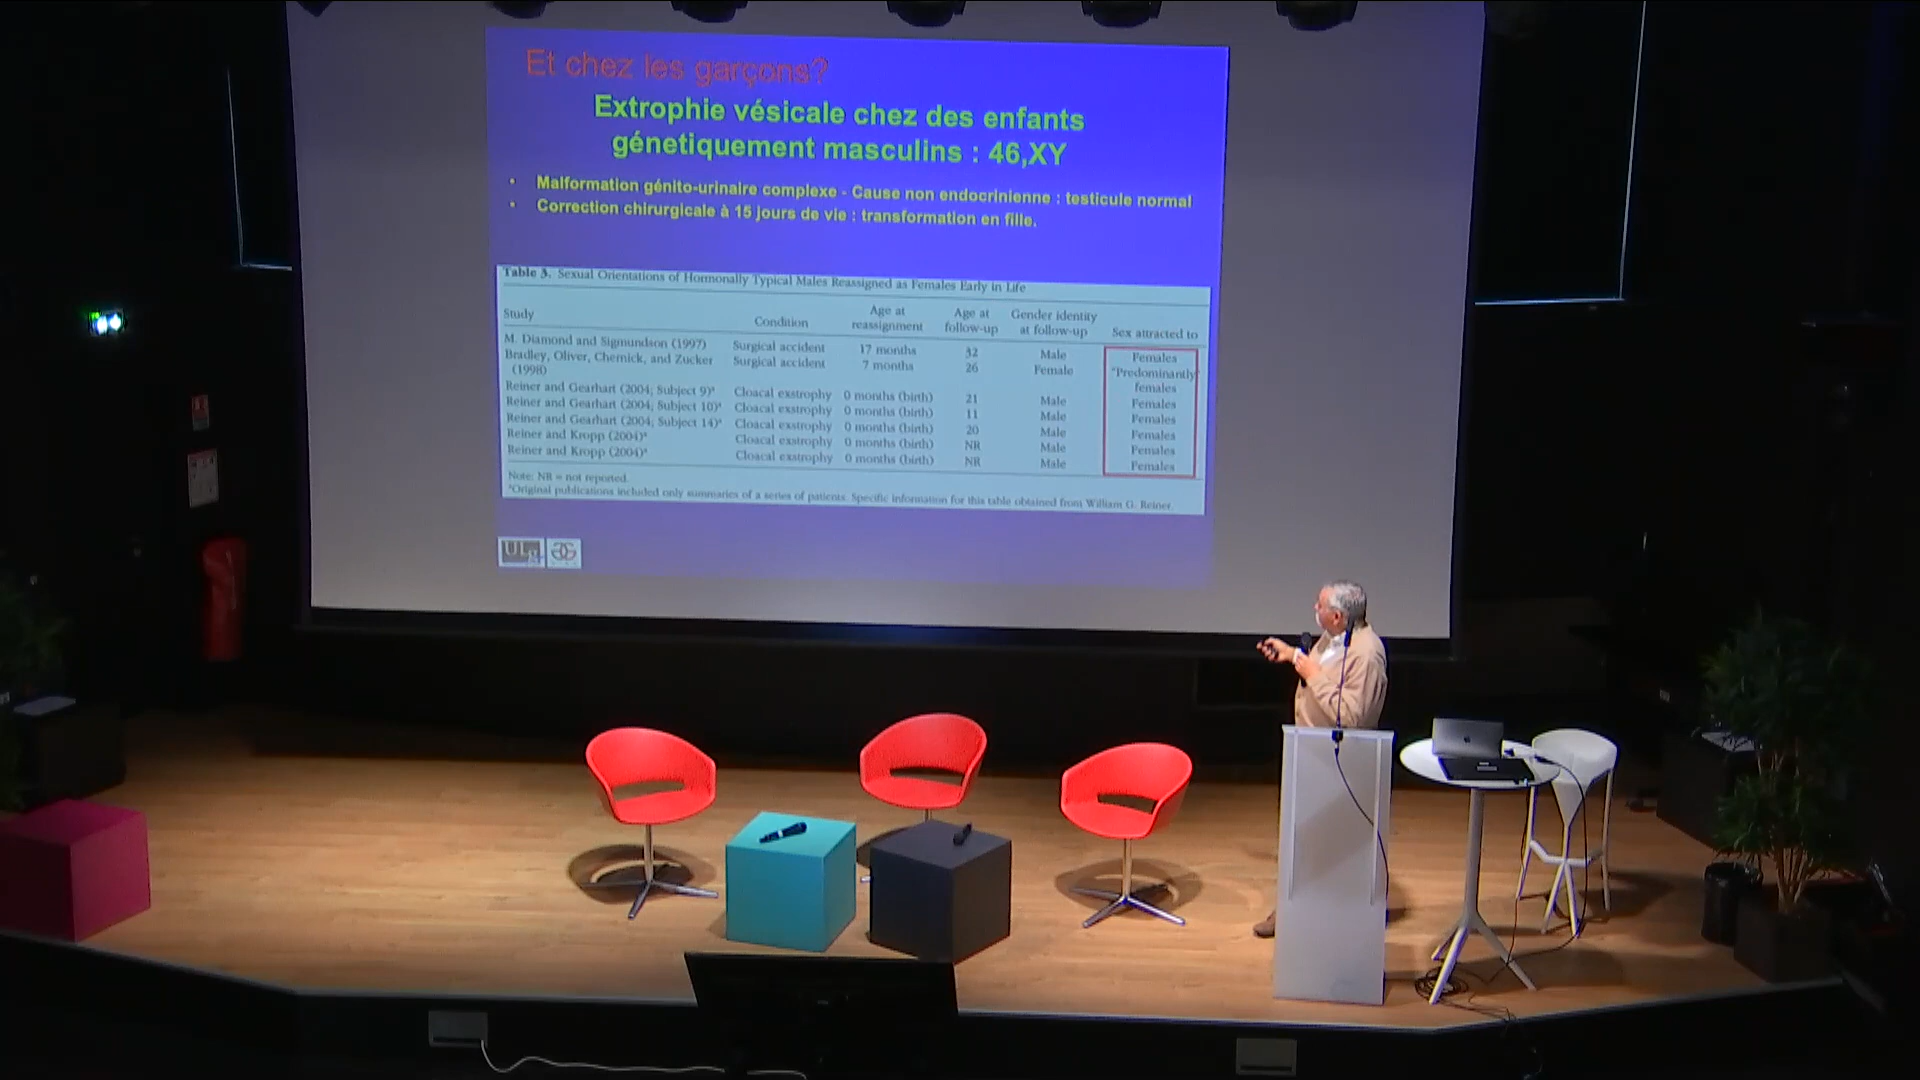 Et chez les garçons?
Extrophie vésicale chez des enfants
génetiquement masculins : 46,XY
• Malformation génito-urinaire complexe - Cause non endocrinienne : testicule normal
• Correction chirurgicale à 15 jours de vie : transformation en fille.
Table 3. Sexual Orientations of Hormonally Typical Males Reassigned as Females Early in Life
Study Condition Age at reassignment Age at follow-up Gender identity at follow-up Sex attracted to
M. Diamond and Sigmundson (1997) Surgical accident 17 months 32 Male Females
Bradley, Oliver, Chernick, and Zucker (1998) Surgical accident 7 months 26 Female "Predominantly" females
Reiner and Gearhart (2004; Subject 9)ᵃ Cloacal exstrophy 0 months (birth) 21 Male Females
Reiner and Gearhart (2004; Subject 10)ᵃ Cloacal exstrophy 0 months (birth) 11 Male Females
Reiner and Gearhart (2004; Subject 14)ᵃ Cloacal exstrophy 0 months (birth) 20 Male Females
Reiner and Kropp (2004)ᵃ Cloacal exstrophy 0 months (birth) NR Male Females
Reiner and Kropp (2004)ᵃ Cloacal exstrophy 0 months (birth) NR Male Females
Note: NR = not reported.
ᵃOriginal publications included only summaries of a series of patients. Specific information for this table obtained from William G. Reiner.
ULg